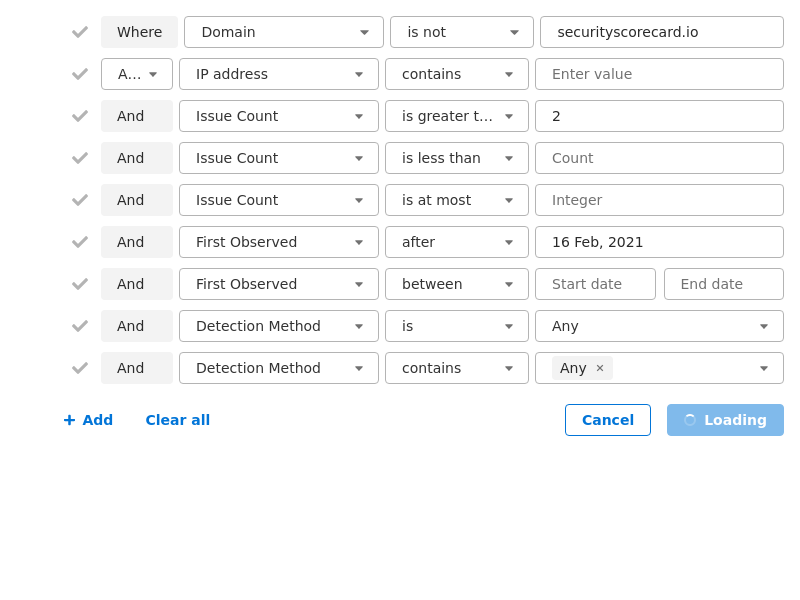 Where Domain is not securityscorecard.io
A... IP address contains Enter value
And Issue Count is greater t... 2
And Issue Count is less than Count
And Issue Count is at most Integer
And First Observed after 16 Feb, 2021
And First Observed between Start date End date
And Detection Method is Any
And Detection Method contains Any ×
+ Add Clear all Cancel Loading